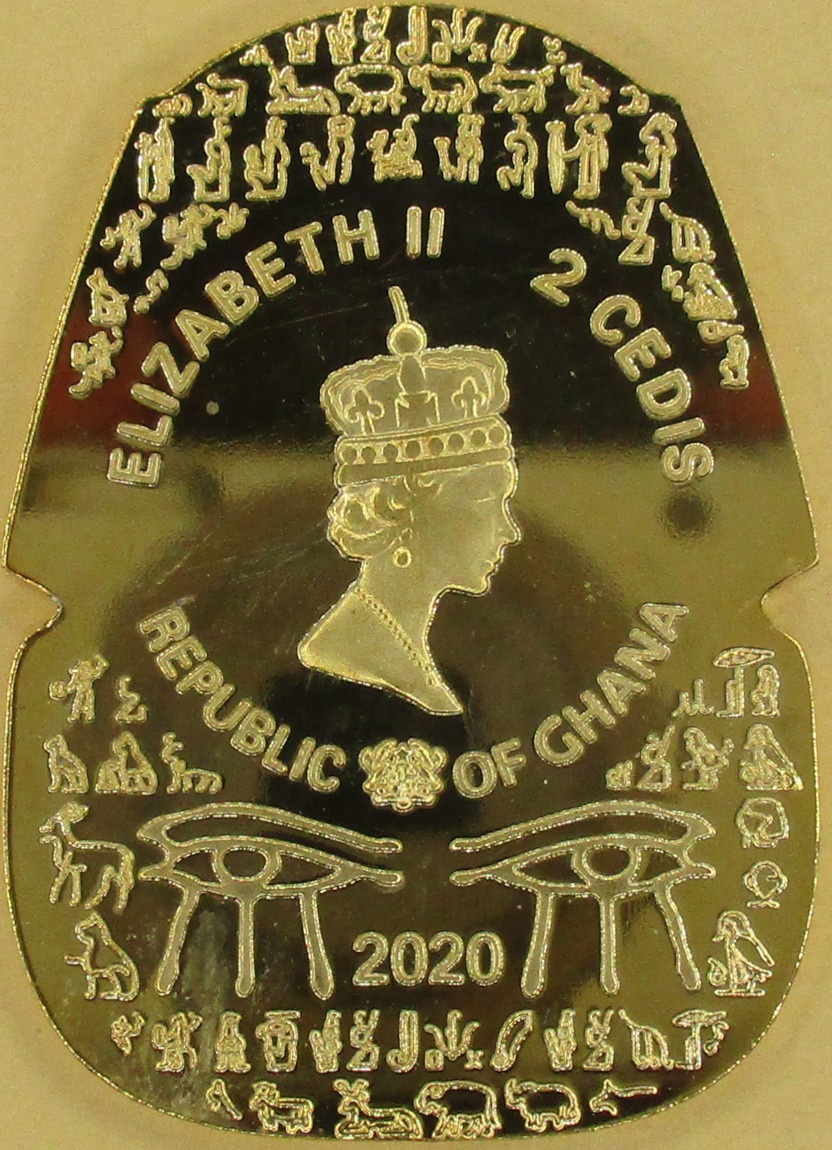 ELIZABETH II
2 CEDIS
REPUBLIC OF GHANA
2020